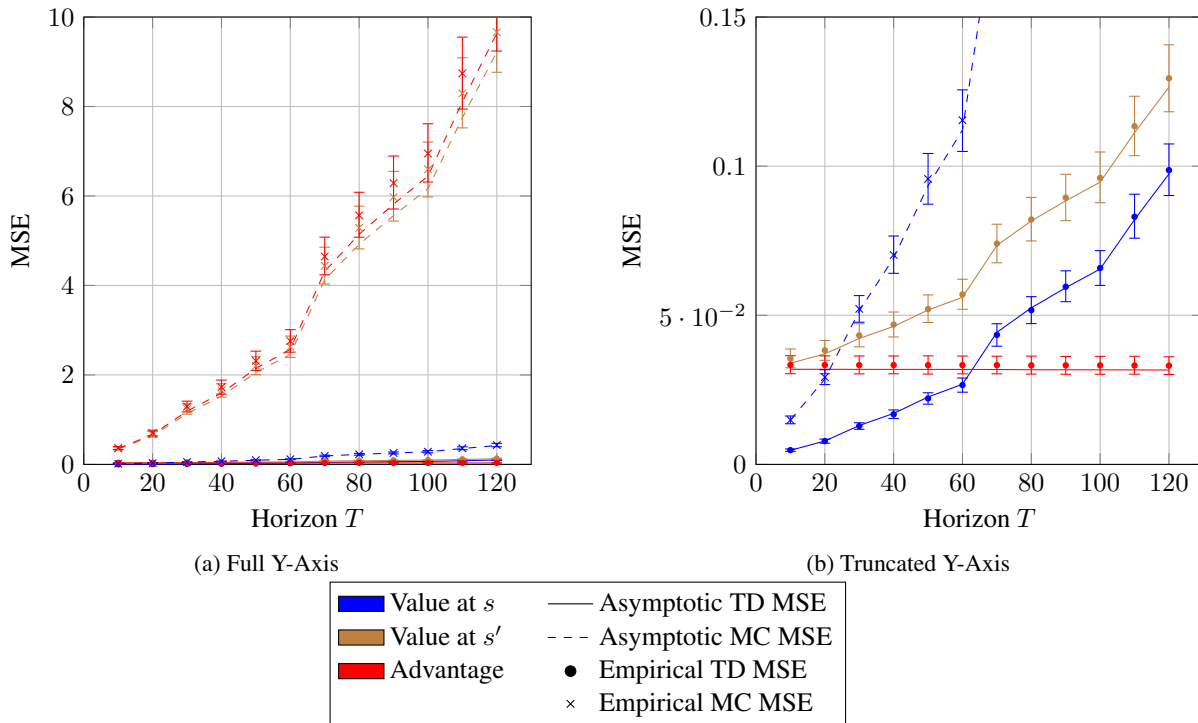 10
8
6
4
2
0
MSE
0 20 40 60 80 100 120
Horizon T
(a) Full Y-Axis
0.15
0.1
5 · 10⁻²
0
MSE
0 20 40 60 80 100 120
Horizon T
(b) Truncated Y-Axis
Value at s
Value at s′
Advantage
Asymptotic TD MSE
Asymptotic MC MSE
Empirical TD MSE
Empirical MC MSE